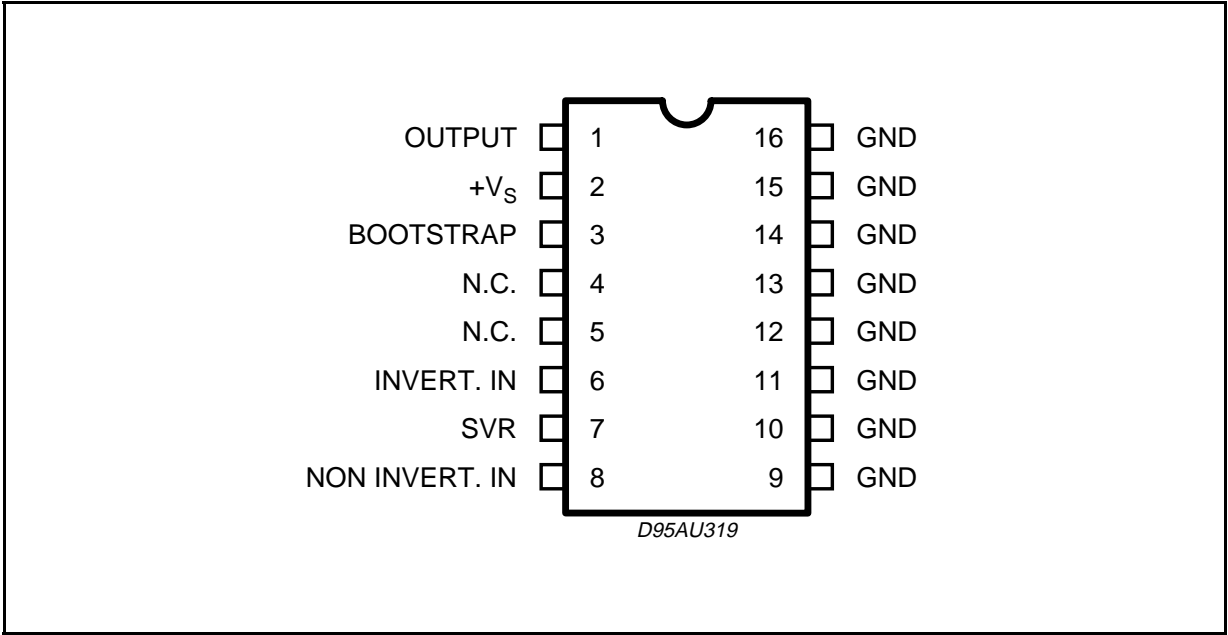 OUTPUT 1 16 GND
+VS 2 15 GND
BOOTSTRAP 3 14 GND
N.C. 4 13 GND
N.C. 5 12 GND
INVERT. IN 6 11 GND
SVR 7 10 GND
NON INVERT. IN 8 9 GND
D95AU319